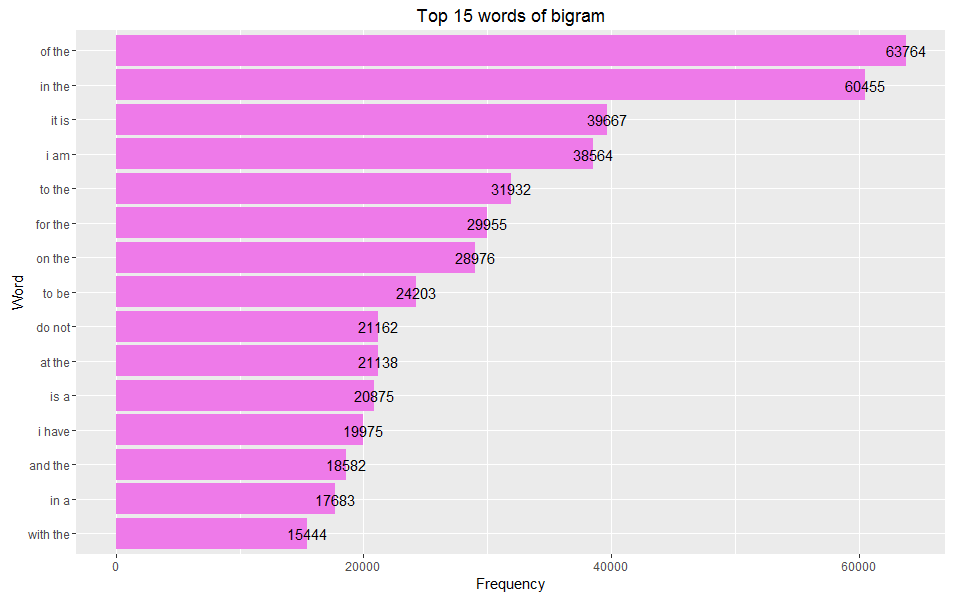 Top 15 words of bigram
Word
of the 63764
in the 60455
it is 39667
i am 38564
to the 31932
for the 29955
on the 28976
to be 24203
do not 21162
at the 21138
is a 20875
i have 19975
and the 18582
in a 17683
with the 15444
0 20000 40000 60000
Frequency